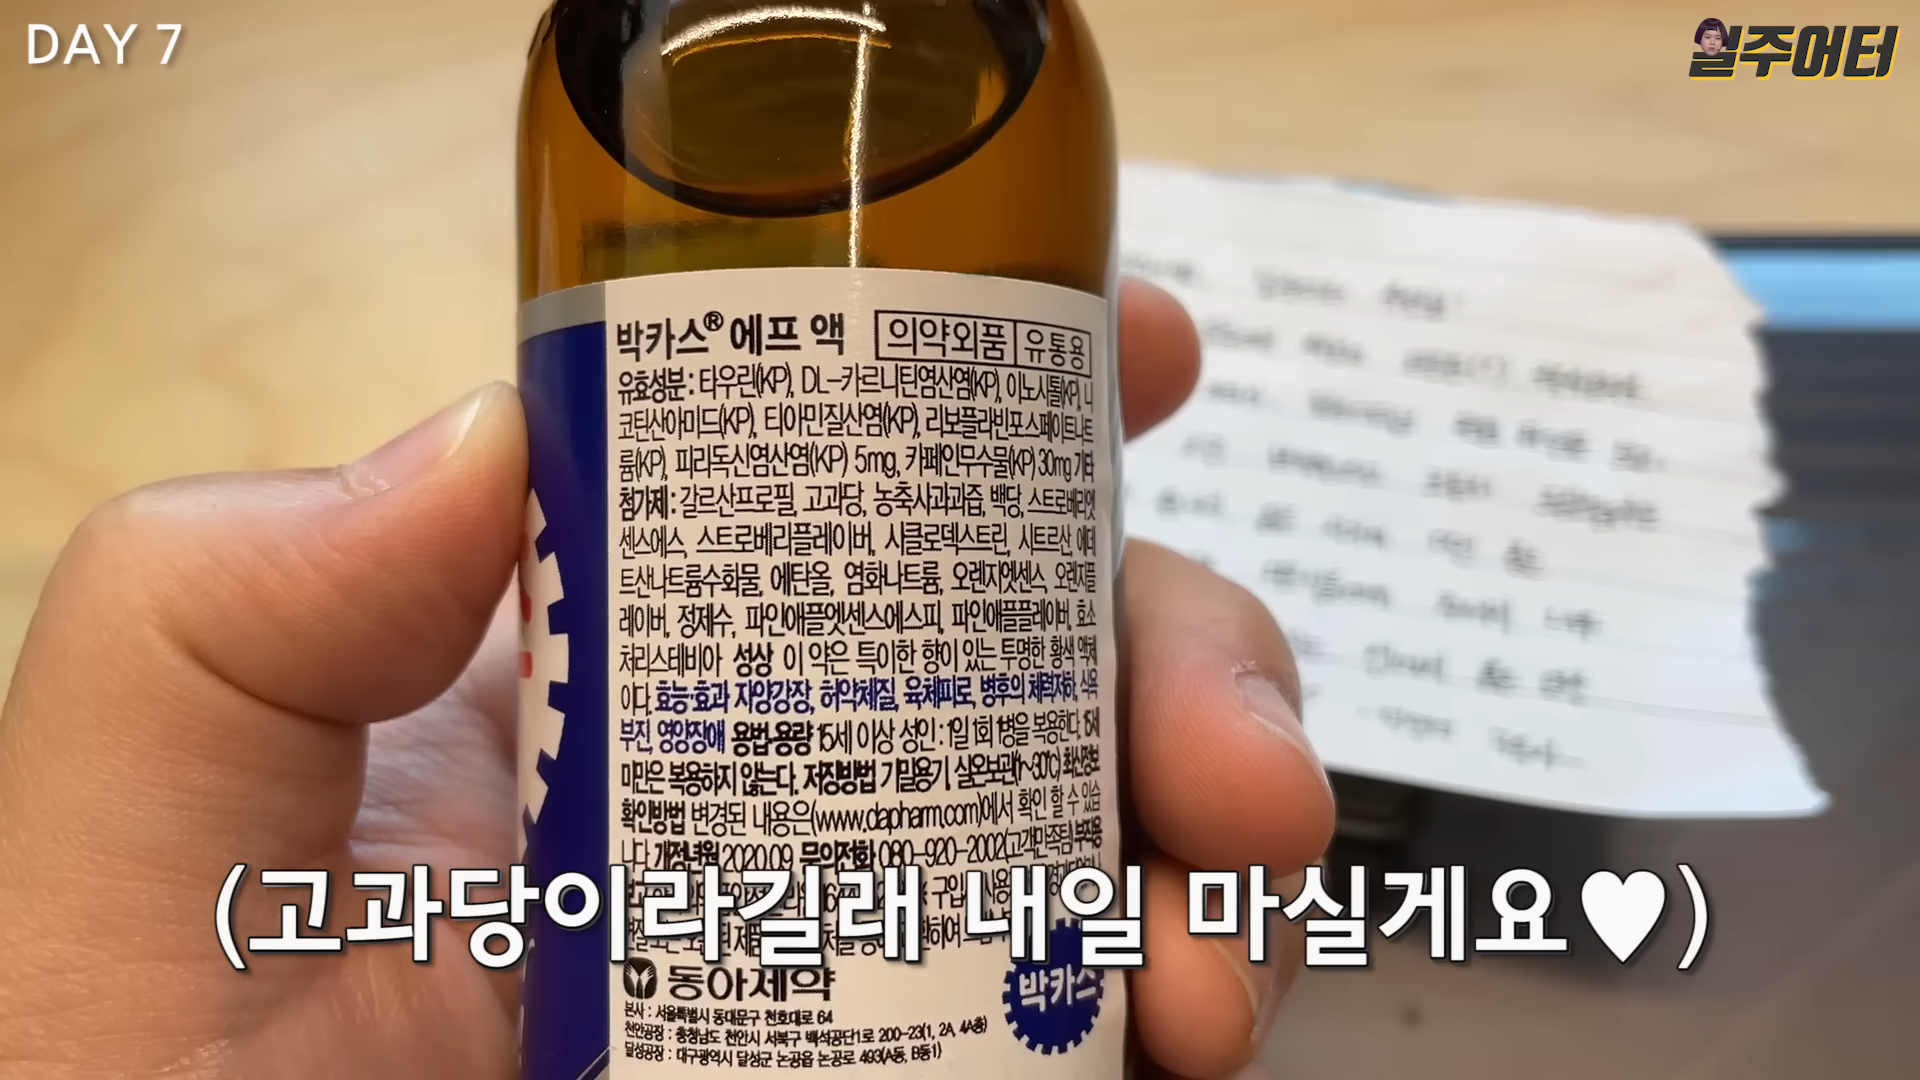 DAY 7
일주어터
박카스® 에프 액 의약외품 유통용
유효성분 : 타우린(KP), DL-카르니틴염산염(KP), 이노시톨(KP), 니
코틴산아미드(KP), 티아민질산염(KP), 리보플라빈포스페이트나트
륨(KP), 피리독신염산염(KP) 5mg, 카페인무수물(KP) 30mg 기타
첨가제 : 갈르산프로필, 고과당, 농축사과과즙, 백당, 스트로베리엣
센스에스, 스트로베리플레이버, 시클로덱스트린, 시트르산, 에데
트산나트륨수화물, 에탄올, 염화나트륨, 오렌지엣센스, 오렌지플
레이버, 정제수, 파인애플엣센스에스피, 파인애플플레이버, 효소
처리스테비아 성상 이 약은 특이한 향이 있는 투명한 황색 액체
이다. 효능·효과 자양강장, 허약체질, 육체피로, 병후의 체력저하, 식욕
부진, 영양장애 용법·용량 15세 이상 성인 : 1일 1회 1병을 복용한다. 15세
미만은 복용하지 않는다. 저장방법 기밀용기, 실온보관(1~30℃) 최신정보
확인방법 변경된 내용은(www.dapharm.com)에서 확인 할 수 있습
니다. 개정년월 2020.09. 문의전화 080-920-2002(고객만족팀) 부작용
(고과당이라길래 내일 마실게요♥)
동아제약
박카스
본사 : 서울특별시 동대문구 천호대로 64
천안공장 : 충청남도 천안시 서북구 백석공단1로 200-23(1, 2A, 4A층)
달성공장 : 대구광역시 달성군 논공읍 논공로 493(A동, B동1)